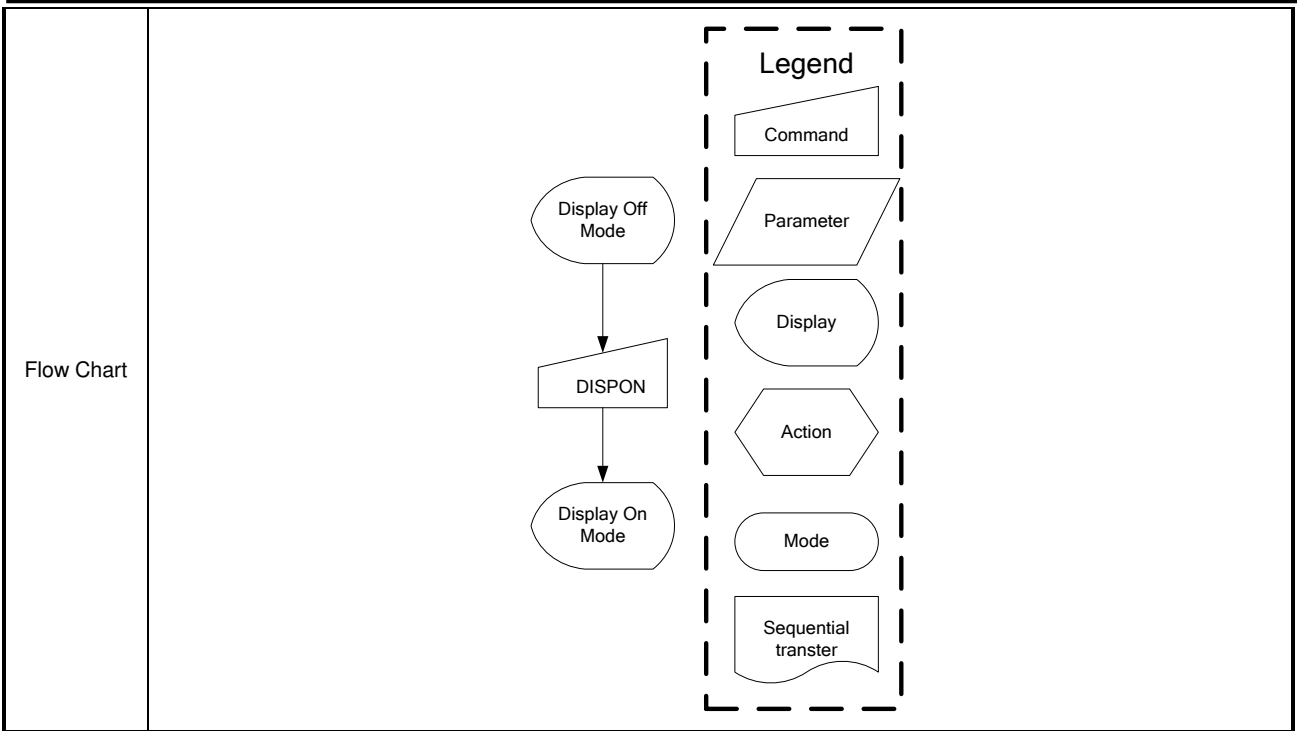 Flow Chart
Display Off
Mode
DISPON
Display On
Mode
Legend
Command
Parameter
Display
Action
Mode
Sequential
transter